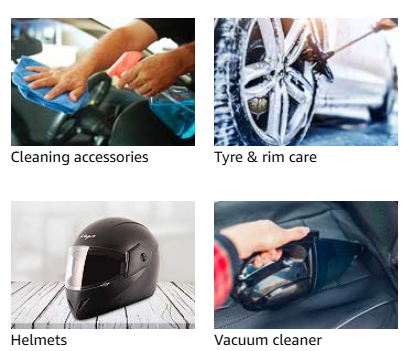 Cleaning accessories
Tyre & rim care
Helmets
Vacuum cleaner